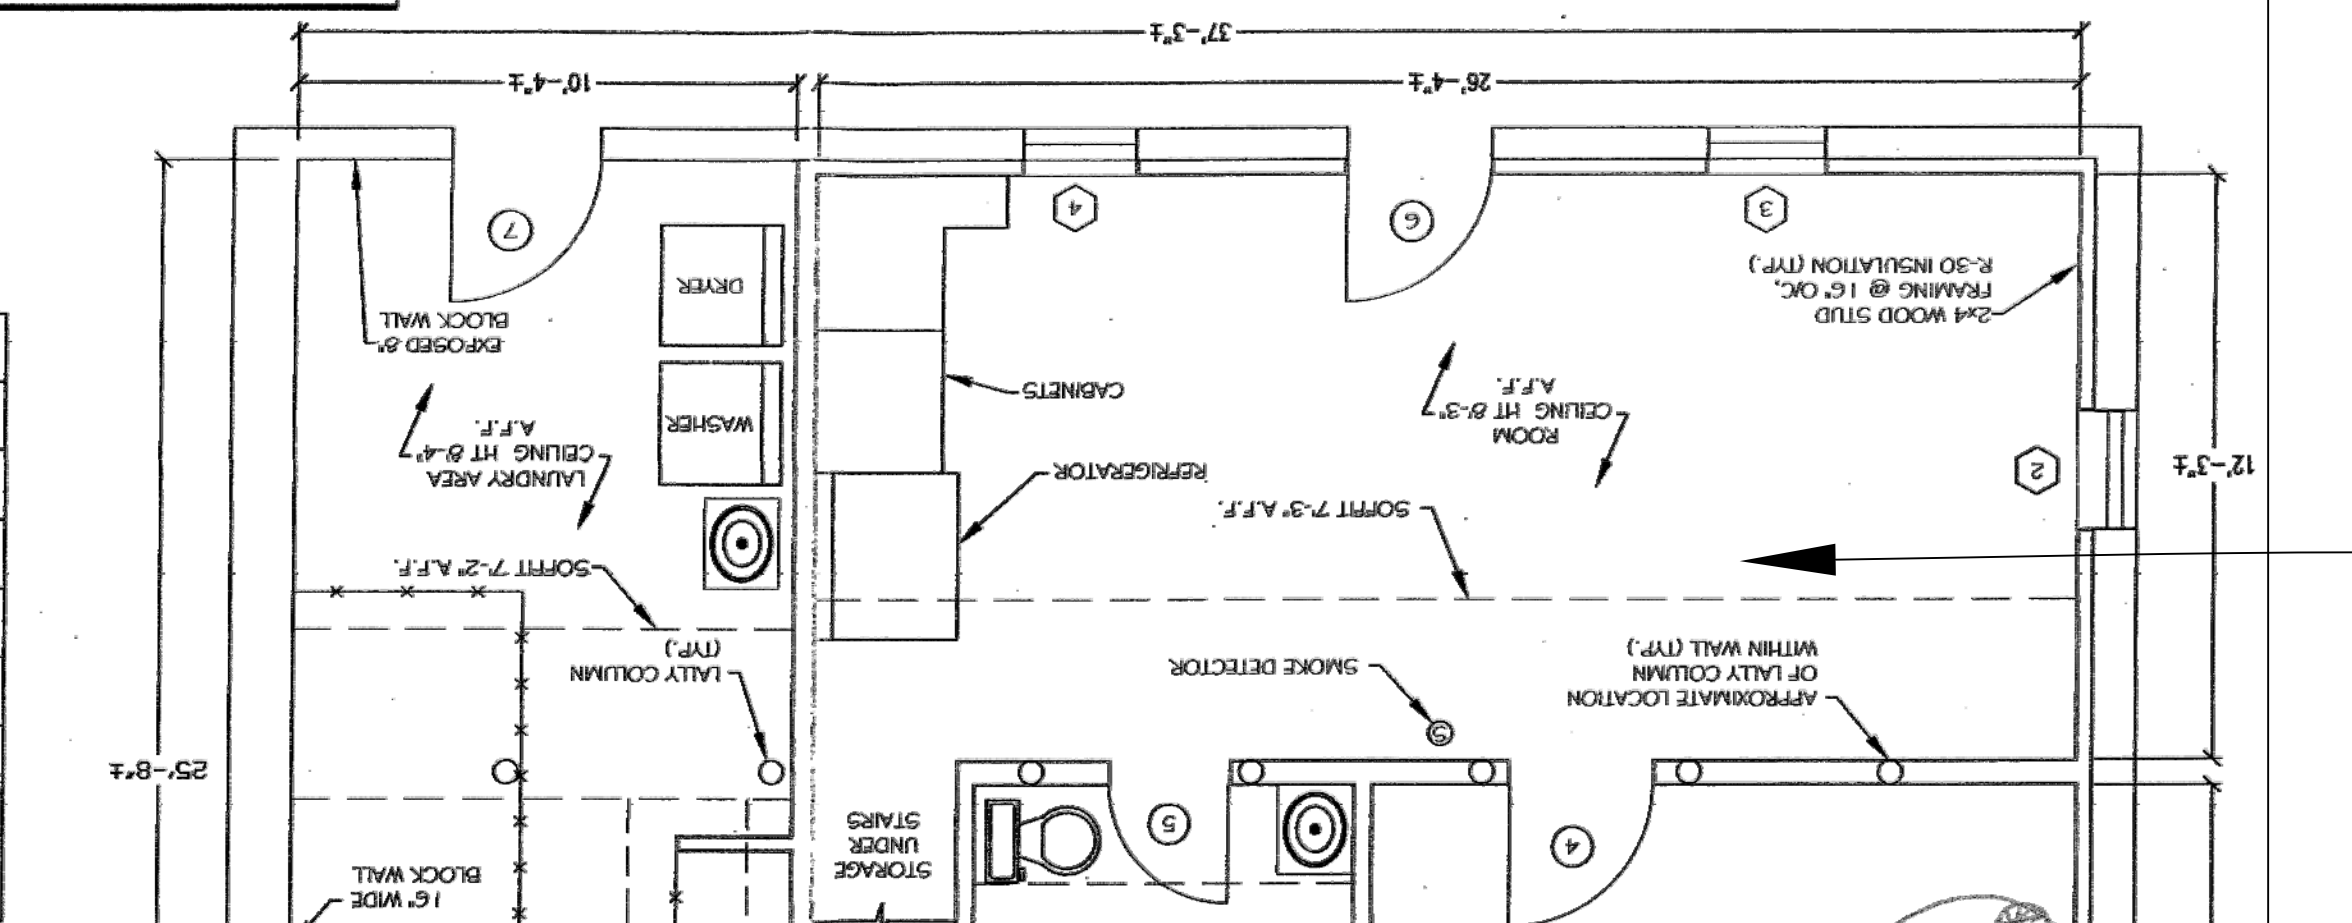 16" WIDE
BLOCK WALL
STORAGE
UNDER
STAIRS
4
5
25'-8"±
APPROXIMATE LOCATION
OF LALLY COLUMN
WITHIN WALL (TYP.)
S
SMOKE DETECTOR
LALLY COLUMN
(TYP.)
SOFFIT 7'-2" A.F.F.
SOFFIT 7'-3" A.F.F.
12'-3"±
2
REFRIGERATOR
LAUNDRY AREA
CEILING HT 8'-4"
A.F.F.
ROOM
CEILING HT 8'-3"
A.F.F.
WASHER
CABINETS
EXPOSED 8"
BLOCK WALL
2x4 WOOD STUD
FRAMING @ 16" O/C,
R-30 INSULATION (TYP.)
DRYER
3
6
4
7
26'-4"±
10'-4"±
37'-3"±